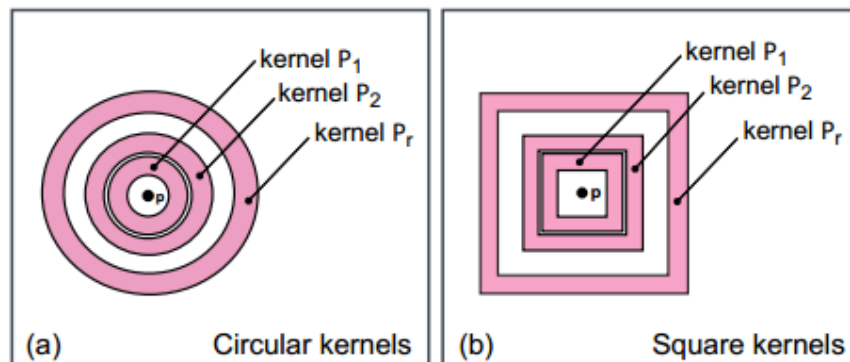 kernel P₁
kernel P₂
kernel Pᵣ
p
(a) Circular kernels
kernel P₁
kernel P₂
kernel Pᵣ
p
(b) Square kernels